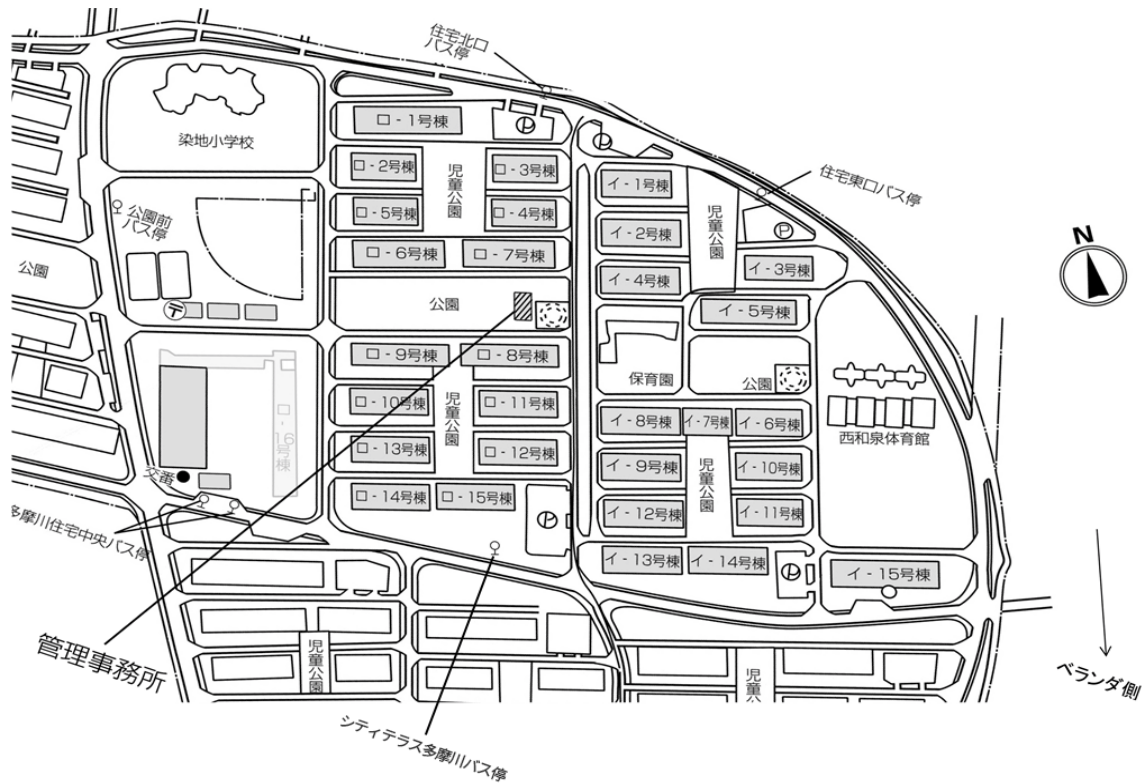 住宅北口
バス停
染地小学校
ロ - 1号棟
ロ - 2号棟
児童公園
ロ - 3号棟
ロ - 5号棟
ロ - 4号棟
ロ - 6号棟
ロ - 7号棟
公園前
バス停
公園
〒
公園
P
P
住宅東口バス停
イ - 1号棟
児童公園
イ - 2号棟
P
イ - 3号棟
イ - 4号棟
イ - 5号棟
N
保育園
公園
西和泉体育館
ロ - 9号棟
ロ - 8号棟
ロ - 10号棟
児童公園
ロ - 11号棟
ロ - 13号棟
ロ - 12号棟
ロ - 14号棟
ロ - 15号棟
P
ロ - 16号棟
交番
多摩川住宅中央バス停
イ - 8号棟
イ - 7号棟
イ - 6号棟
イ - 9号棟
児童公園
イ - 10号棟
イ - 12号棟
イ - 11号棟
イ - 13号棟
イ - 14号棟
P
イ - 15号棟
児童公園
児童公
管理事務所
シティテラス多摩川バス停
ベランダ側